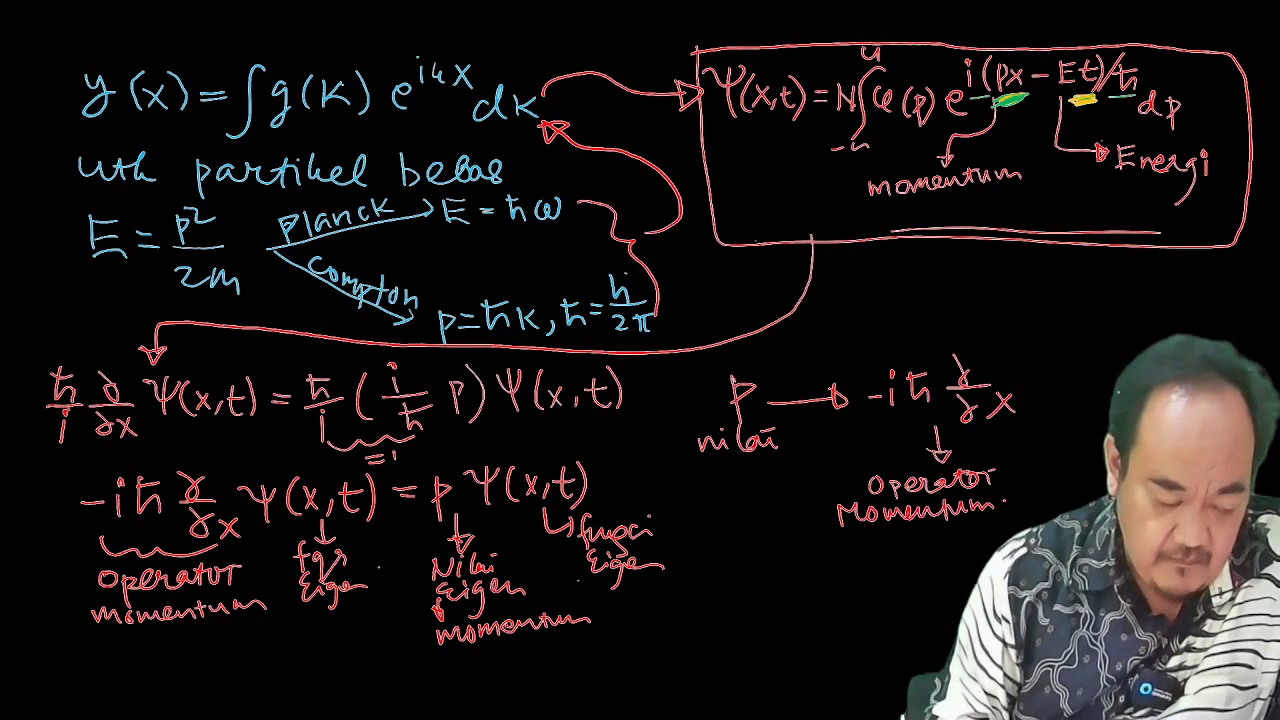 y(x) = ∫ g(k) e^{ikx} dk
utk partikel bebas
E = p²/2m
planck
E = ħω
compton
p = ħk, ħ = h/2π
Ψ(x,t) = N ∫ φ(p) e^{i(px - Et)/ħ} dp
momentum
Energi
ħ/i ∂/∂x Ψ(x,t) = ħ/i (i/ħ p) Ψ(x,t)
= 1
-iħ ∂/∂x Ψ(x,t) = p Ψ(x,t)
operator
momentum
fgs
Eigen
Nilai
Eigen
momentum
fungsi
Eigen
p → -iħ ∂/∂x
nilai
Operator
Momentum.